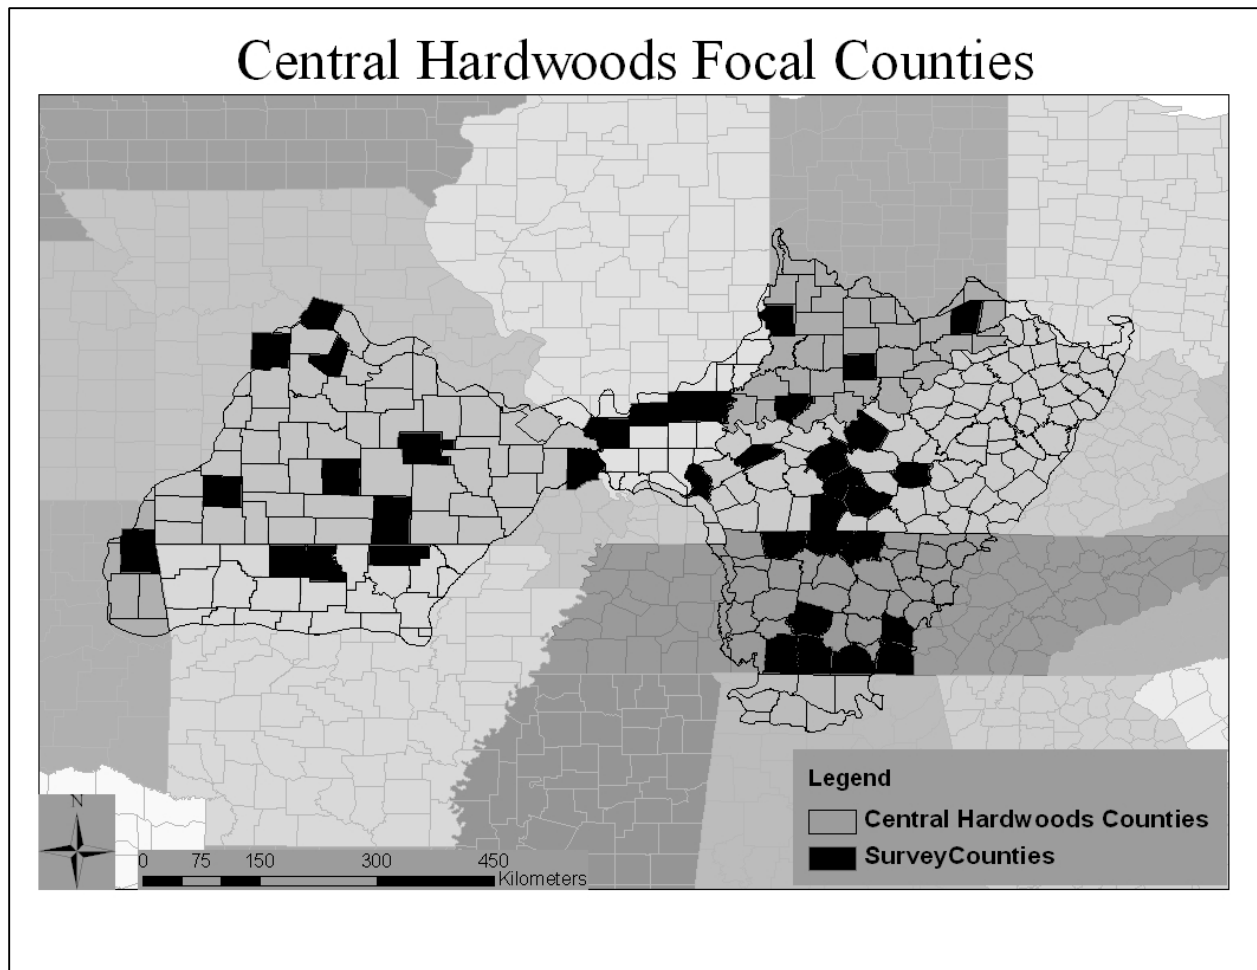 Central Hardwoods Focal Counties
Legend
Central Hardwoods Counties
SurveyCounties
N
0 75 150 300 450
Kilometers